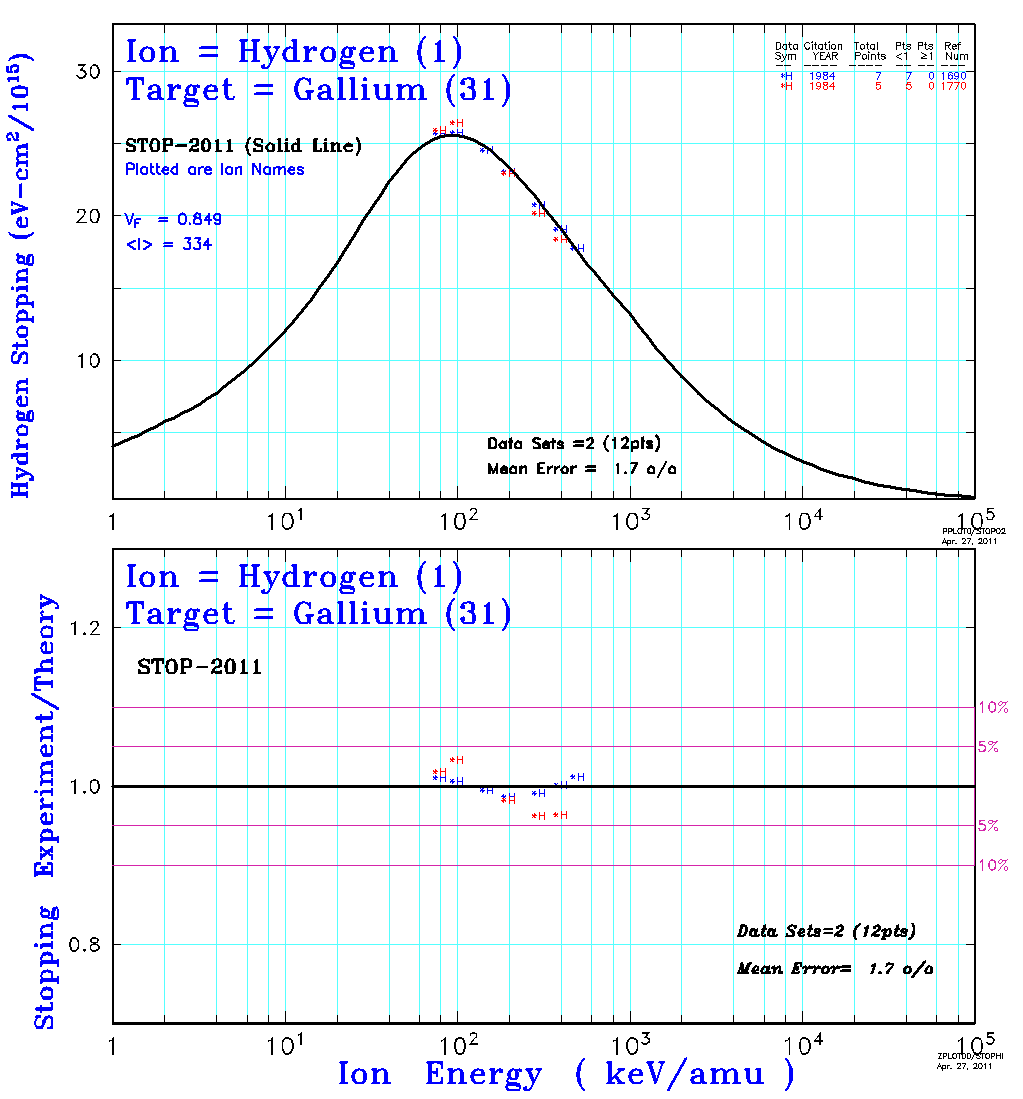 Ion = Hydrogen (1)
Target = Gallium (31)
STOP-2011 (Solid Line)
Plotted are Ion Names
VF = 0.849
<I> = 334
Data Citation Total Pts Pts Ref
Sym YEAR Points <1 ≥1 Num
*H 1984 7 7 0 1690
*H 1984 5 5 0 1770
Hydrogen Stopping (eV-cm²/10¹⁵)
30
20
10
*H *H *H *H *H *H *H
*H *H *H *H *H
Data Sets =2 (12pts)
Mean Error = 1.7 o/o
1 10¹ 10² 10³ 10⁴ 10⁵
PPLOT0/STOP02
Apr. 27, 2011
Ion = Hydrogen (1)
Target = Gallium (31)
STOP-2011
Stopping Experiment/Theory
1.2
1.0
0.8
10%
5%
5%
10%
*H *H *H *H *H *H *H
*H *H *H *H *H
Data Sets=2 (12pts)
Mean Error= 1.7 o/o
1 10¹ 10² 10³ 10⁴ 10⁵
Apr. 27, 2011
Ion Energy ( keV/amu )